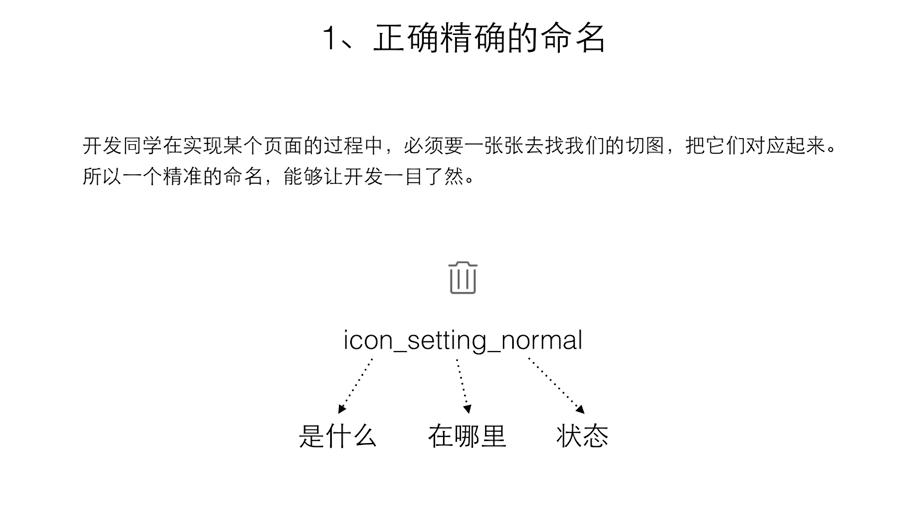 1、正确精确的命名
开发同学在实现某个页面的过程中，必须要一张张去找我们的切图，把它们对应起来。
所以一个精准的命名，能够让开发一目了然。
icon_setting_normal
是什么 在哪里 状态